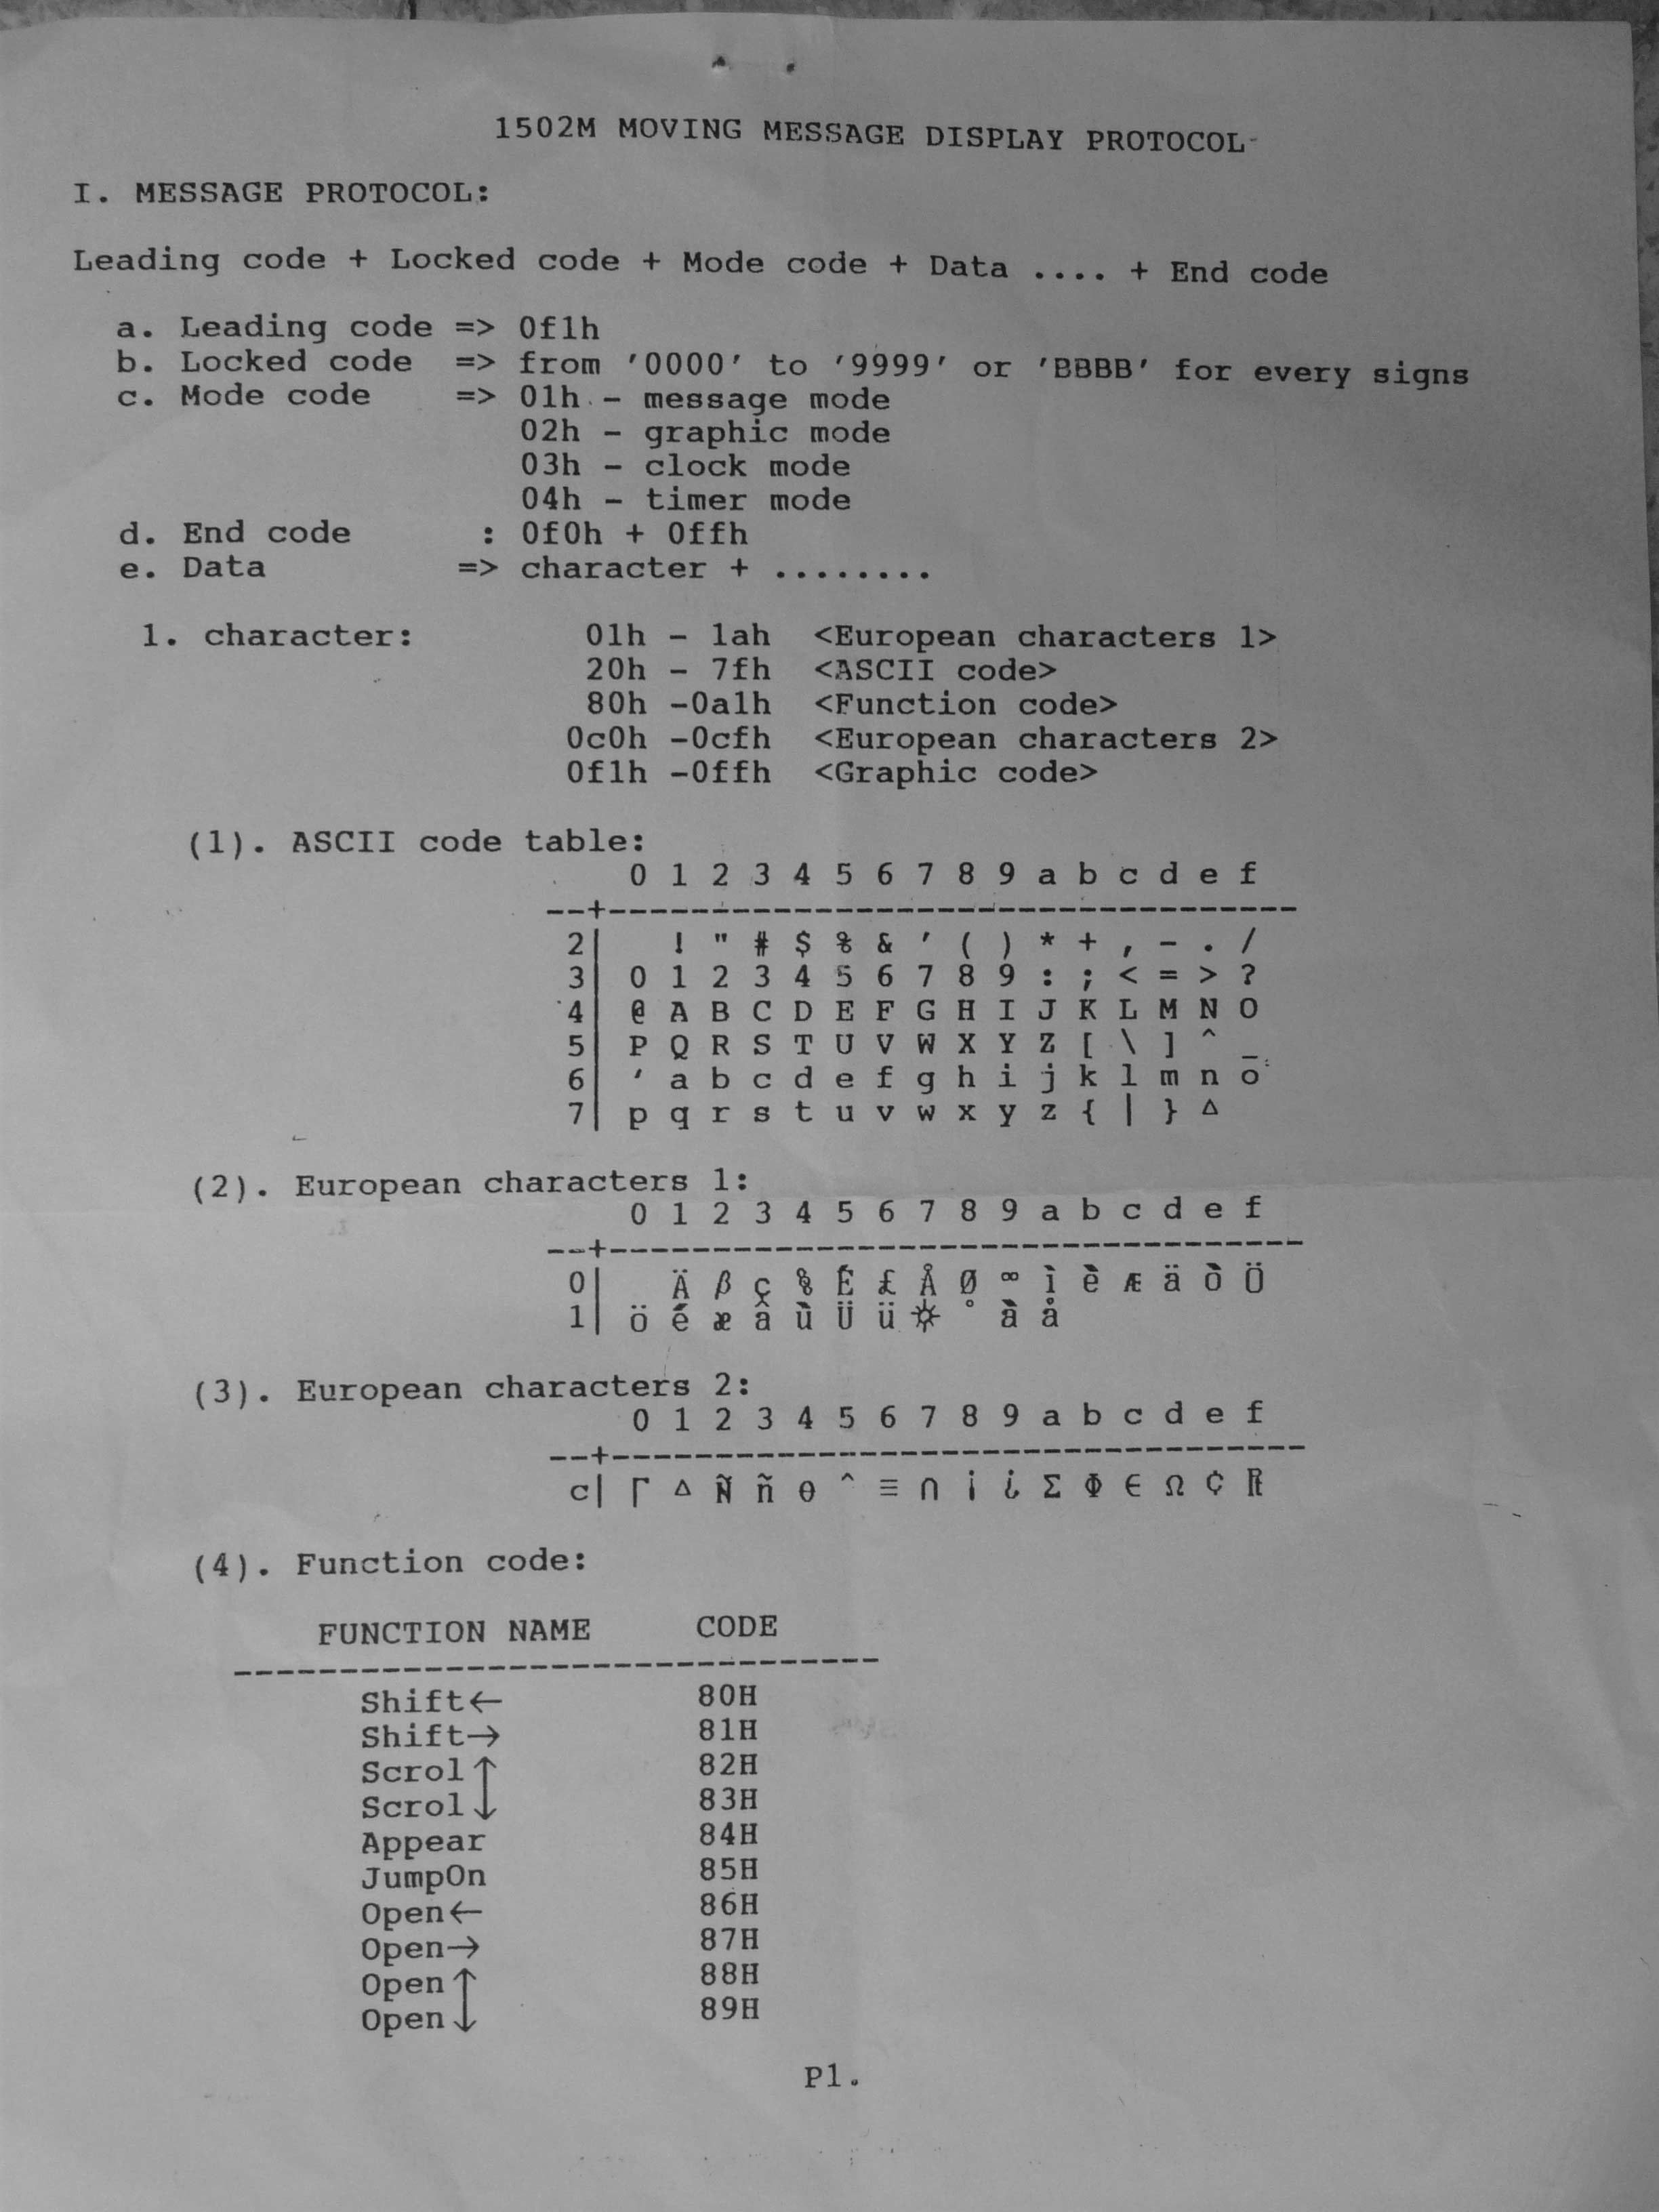 1502M MOVING MESSAGE DISPLAY PROTOCOL
I. MESSAGE PROTOCOL:
Leading code + Locked code + Mode code + Data .... + End code
a. Leading code => 0f1h
b. Locked code => from '0000' to '9999' or 'BBBB' for every signs
c. Mode code => 01h - message mode
02h - graphic mode
03h - clock mode
04h - timer mode
d. End code : 0f0h + 0ffh
e. Data => character + ........
1. character: 01h - 1ah <European characters 1>
20h - 7fh <ASCII code>
80h -0a1h <Function code>
0c0h -0cfh <European characters 2>
0f1h -0ffh <Graphic code>
(1). ASCII code table:
0 1 2 3 4 5 6 7 8 9 a b c d e f
--+----------------------------------
2| ! " # $ % & ' ( ) * + , - . /
3| 0 1 2 3 4 5 6 7 8 9 : ; < = > ?
4| @ A B C D E F G H I J K L M N O
5| P Q R S T U V W X Y Z [ \ ] ^ _
6| ' a b c d e f g h i j k l m n o
7| p q r s t u v w x y z { | } Δ
(2). European characters 1:
0 1 2 3 4 5 6 7 8 9 a b c d e f
--+----------------------------------
0| Ä β ç § É £ Å Ø ∞ ì è Æ ä ò Ö
1| ö é æ â ù Ü ü ☼ ° à å
(3). European characters 2:
0 1 2 3 4 5 6 7 8 9 a b c d e f
--+----------------------------------
c| Γ Δ Ñ ñ θ ^ ≡ ∩ ¡ ¿ Σ Φ ∈ Ω ¢ ₧
(4). Function code:
FUNCTION NAME CODE
--------------------------------
Shift← 80H
Shift→ 81H
Scrol↑ 82H
Scrol↓ 83H
Appear 84H
JumpOn 85H
Open← 86H
Open→ 87H
Open↑ 88H
Open↓ 89H
P1.